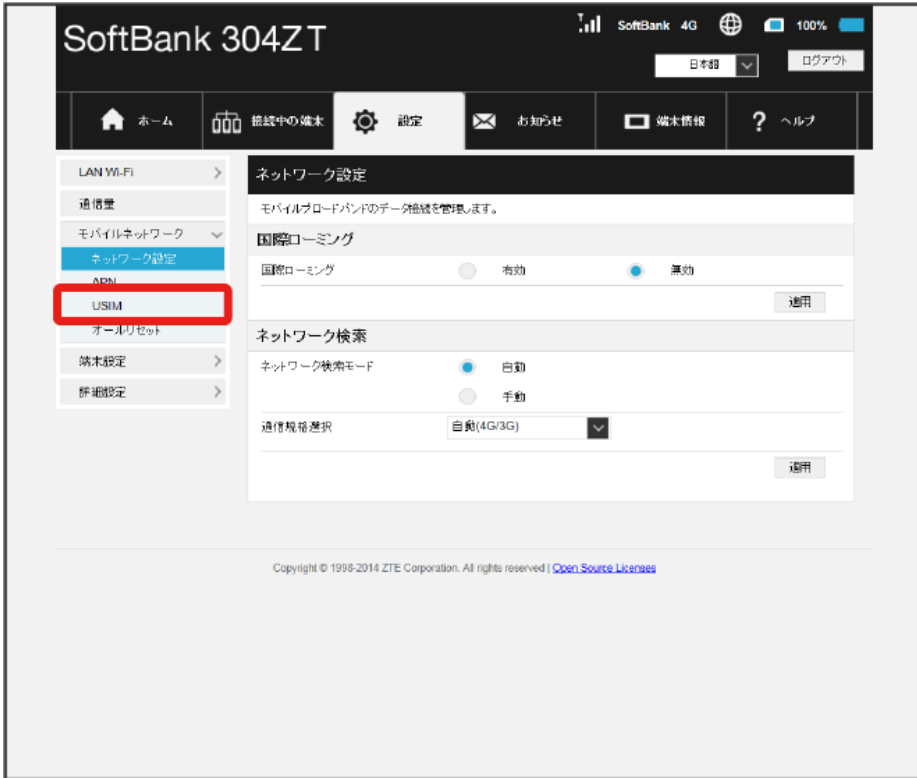 SoftBank 304ZT
SoftBank 4G 100%
日本語 ログアウト
ホーム 接続中の端末 設定 お知らせ 端末情報 ? ヘルプ
LAN Wi-Fi
通信量
モバイルネットワーク
ネットワーク設定
APN
USIM
オールリセット
端末設定
詳細設定
ネットワーク設定
モバイルブロードバンドのデータ接続を管理します。
国際ローミング
国際ローミング 有効 無効
適用
ネットワーク検索
ネットワーク検索モード 自動
手動
通信規格選択 自動(4G/3G)
適用
Copyright © 1998-2014 ZTE Corporation. All rights reserved | Open Source Licenses